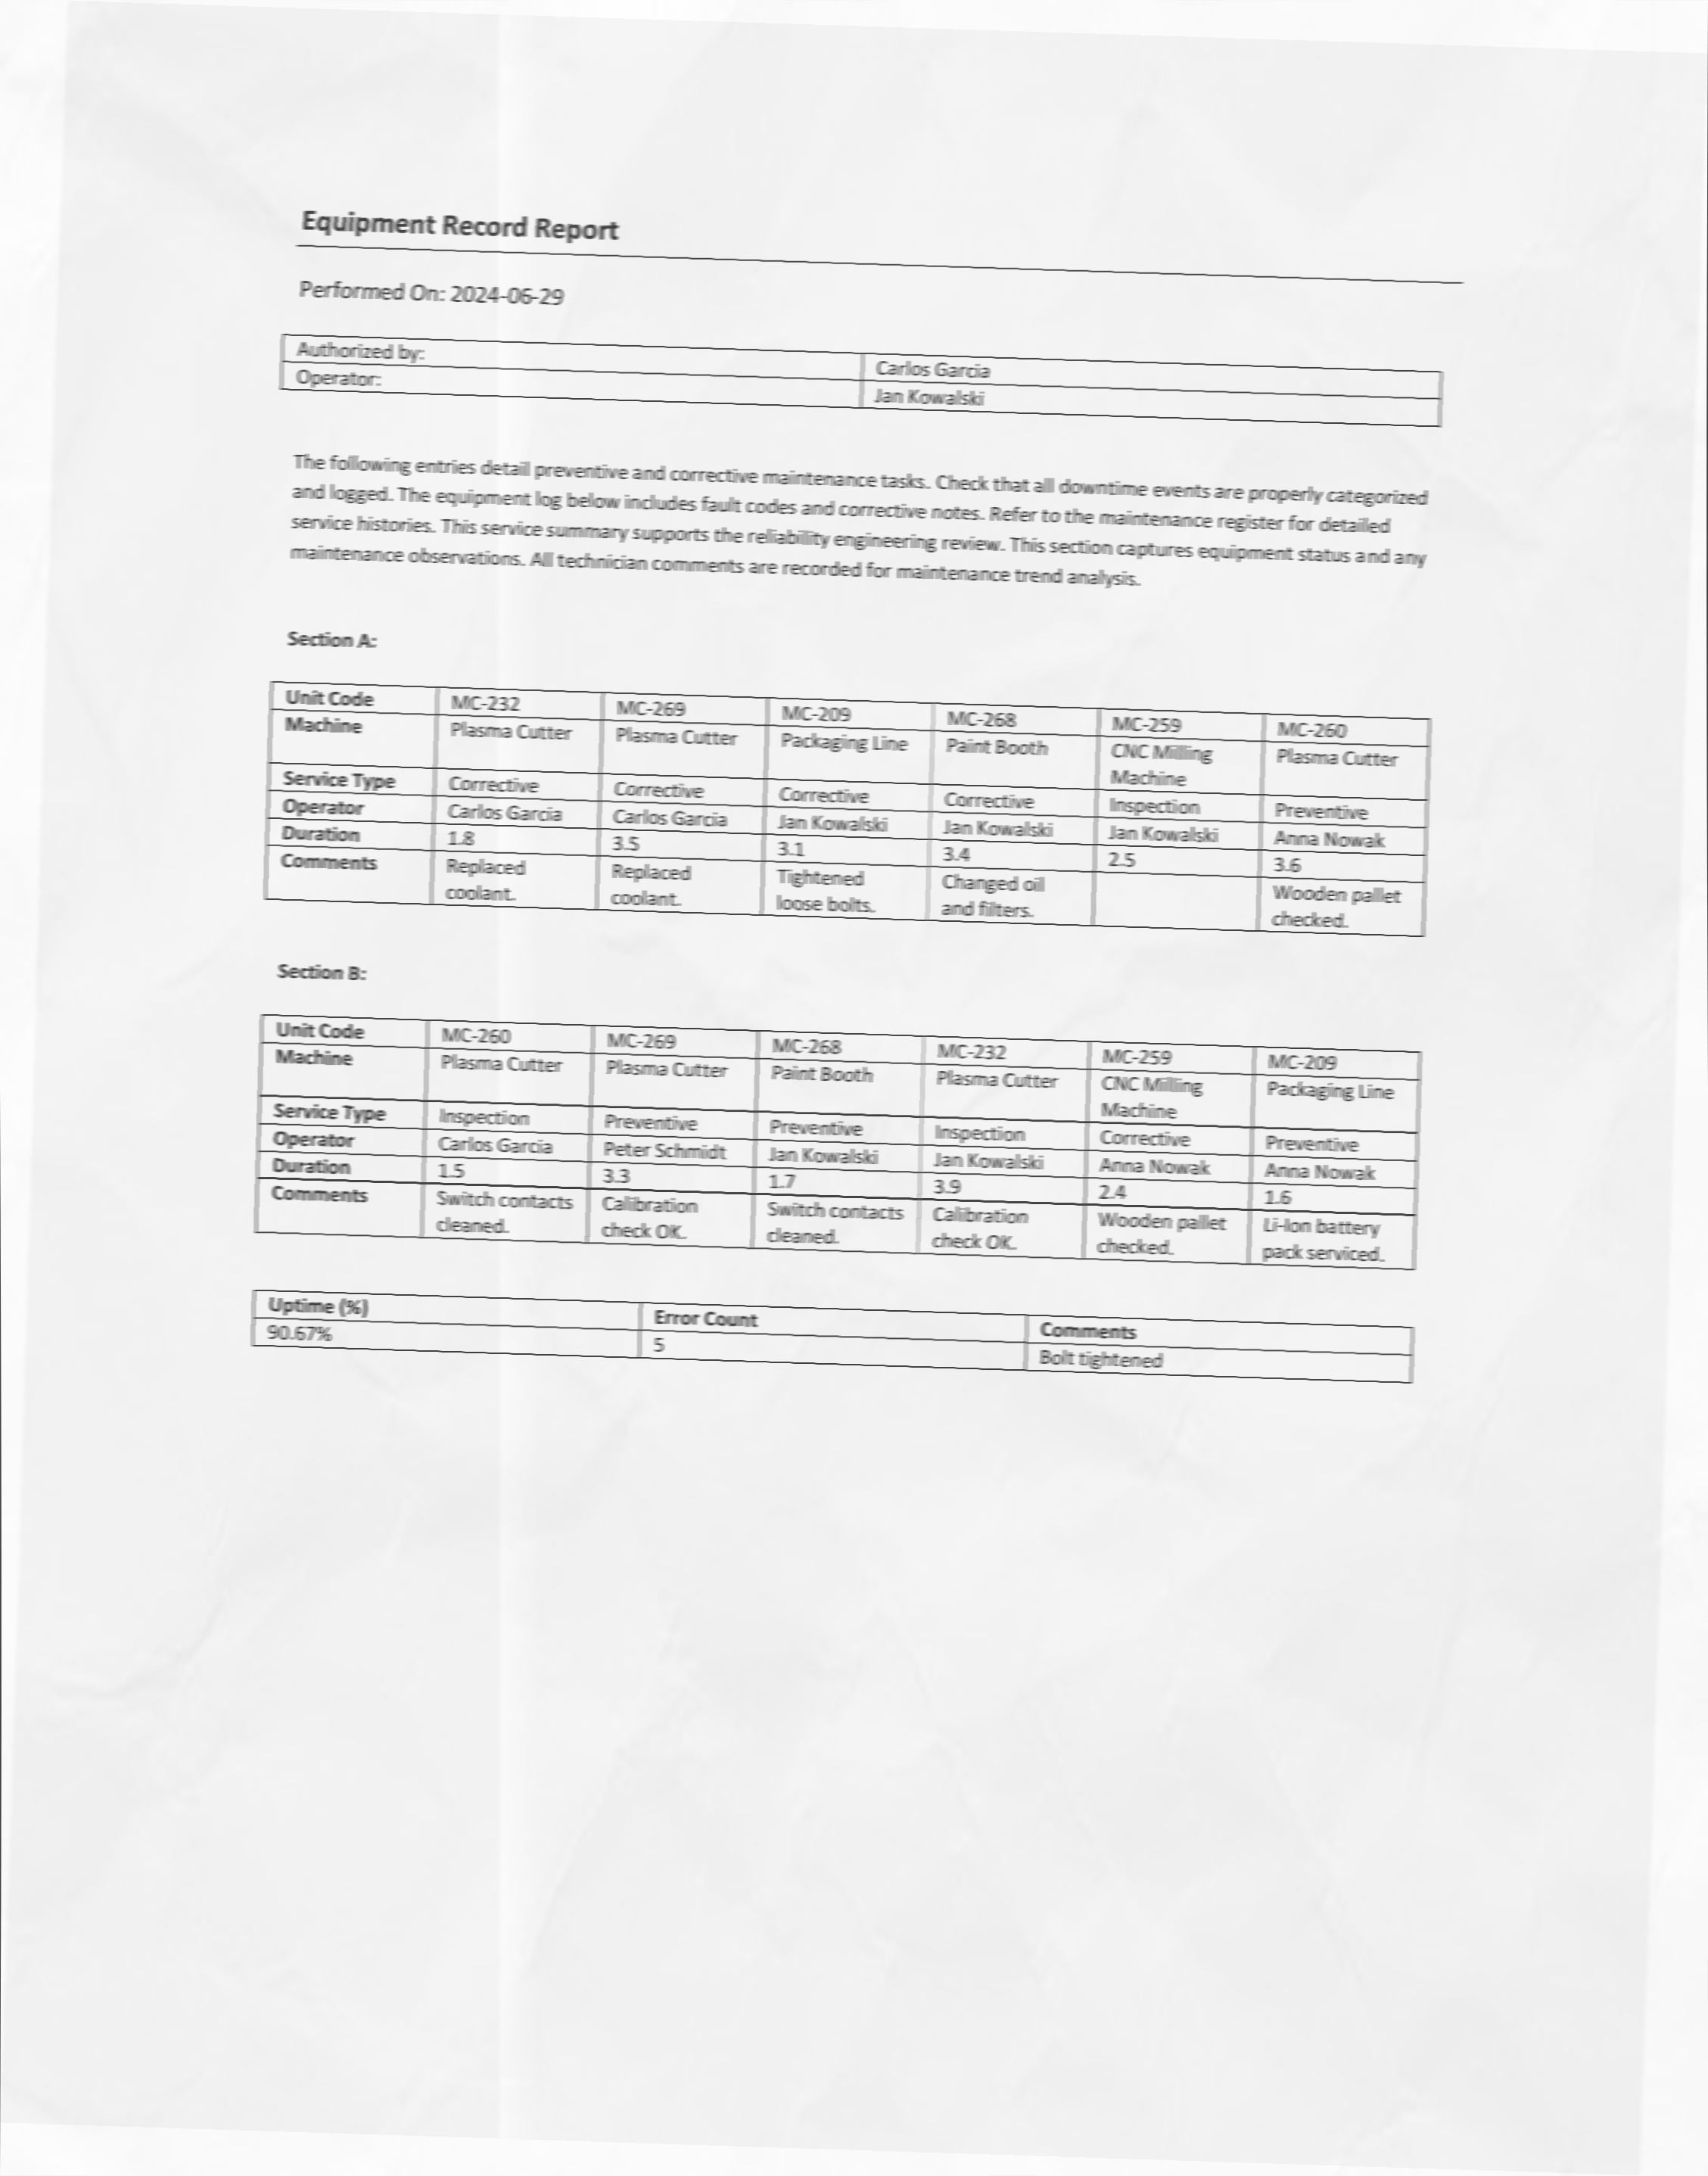 Equipment Record Report
Performed On: 2024-06-29
Authorized by: Carlos Garcia
Operator: Jan Kowalski
The following entries detail preventive and corrective maintenance tasks. Check that all downtime events are properly categorized
and logged. The equipment log below includes fault codes and corrective notes. Refer to the maintenance register for detailed
service histories. This service summary supports the reliability engineering review. This section captures equipment status and any
maintenance observations. All technician comments are recorded for maintenance trend analysis.
Section A:
Unit Code MC-232 MC-269 MC-209 MC-268 MC-259 MC-260
Machine Plasma Cutter Plasma Cutter Packaging Line Paint Booth CNC Milling Plasma Cutter
Machine
Service Type Corrective Corrective Corrective Corrective Inspection Preventive
Operator Carlos Garcia Carlos Garcia Jan Kowalski Jan Kowalski Jan Kowalski Anna Nowak
Duration 1.8 3.5 3.1 3.4 2.5 3.6
Comments Replaced Replaced Tightened Changed oil Wooden pallet
coolant. coolant. loose bolts. and filters. checked.
Section B:
Unit Code MC-260 MC-269 MC-268 MC-232 MC-259 MC-209
Machine Plasma Cutter Plasma Cutter Paint Booth Plasma Cutter CNC Milling Packaging Line
Machine
Service Type Inspection Preventive Preventive Inspection Corrective Preventive
Operator Carlos Garcia Peter Schmidt Jan Kowalski Jan Kowalski Anna Nowak Anna Nowak
Duration 1.5 3.3 1.7 3.9 2.4 1.6
Comments Switch contacts Calibration Switch contacts Calibration Wooden pallet Li-Ion battery
cleaned. check OK. cleaned. check OK. checked. pack serviced.
Uptime (%) Error Count Comments
90.67% 5 Bolt tightened